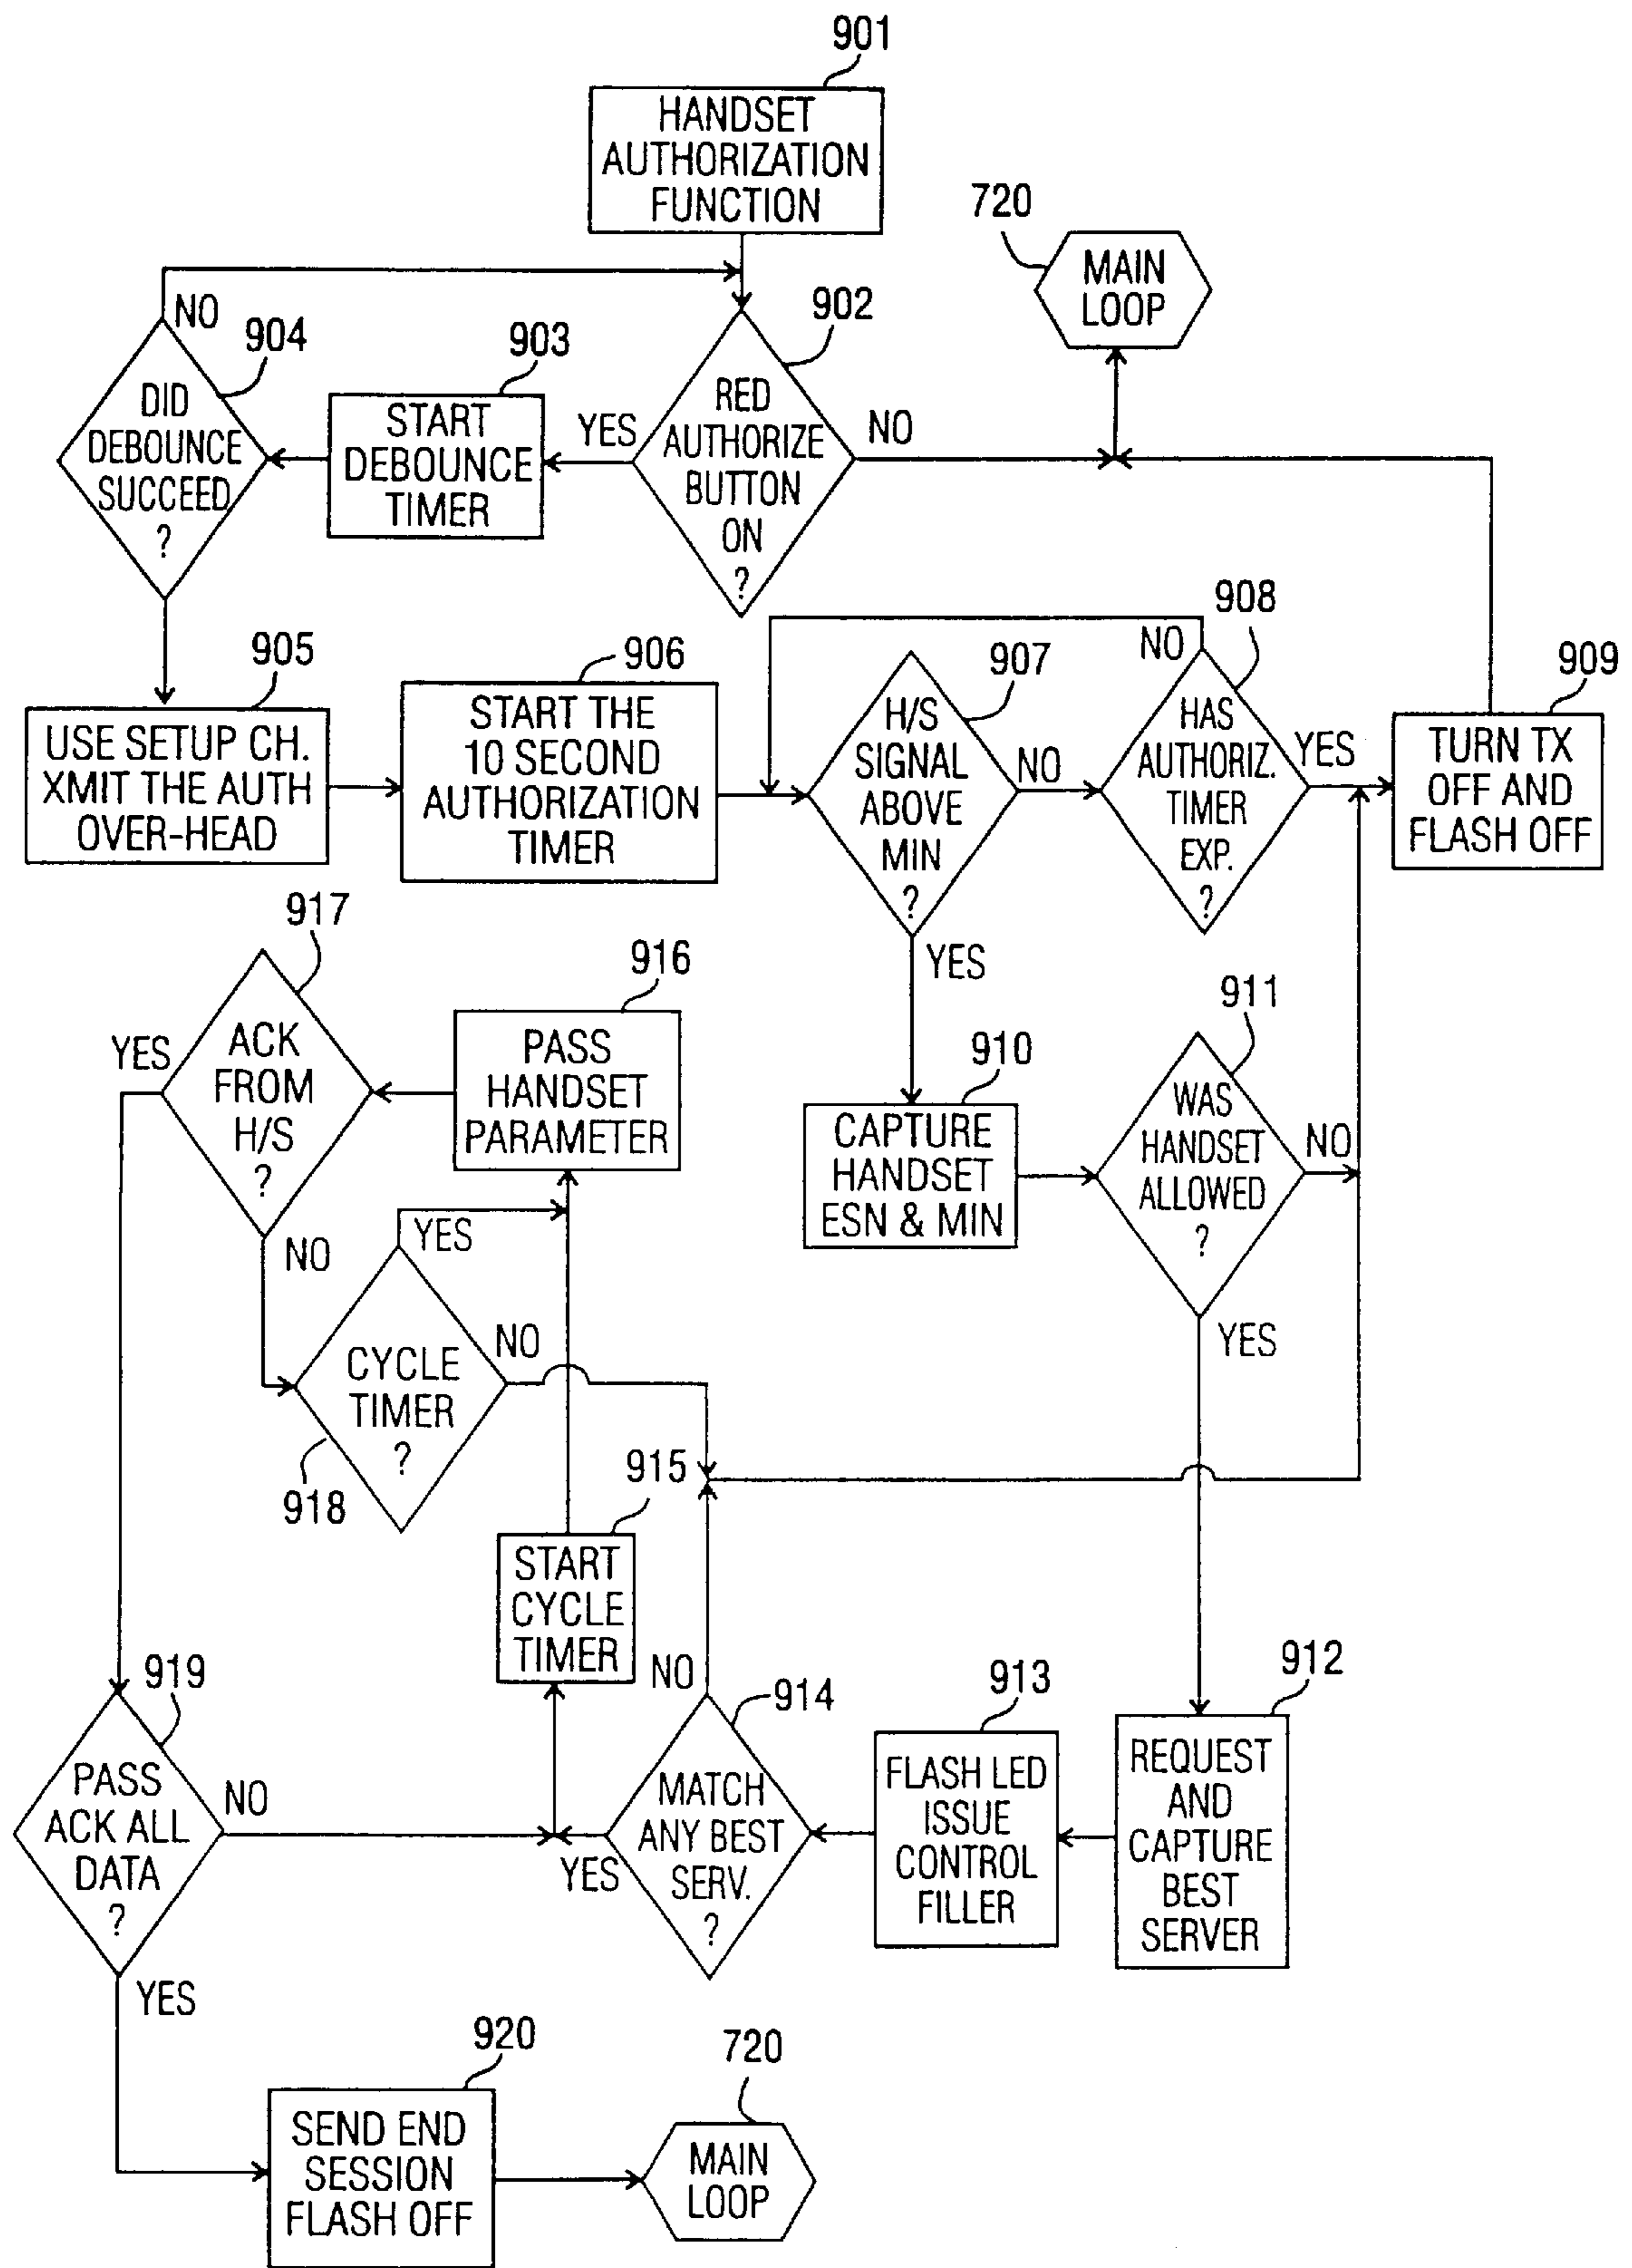 901
HANDSET
AUTHORIZATION
FUNCTION
720
MAIN
LOOP
NO
904
903
902
DID
DEBOUNCE
SUCCEED
?
START
DEBOUNCE
TIMER
YES
RED
AUTHORIZE
BUTTON
ON
?
NO
905
USE SETUP CH.
XMIT THE AUTH
OVER-HEAD
906
START THE
10 SECOND
AUTHORIZATION
TIMER
907
H/S
SIGNAL
ABOVE
MIN
?
NO
YES
908
NO
HAS
AUTHORIZ.
TIMER
EXP.
?
YES
909
TURN TX
OFF AND
FLASH OFF
917
YES
ACK
FROM
H/S
?
NO
916
PASS
HANDSET
PARAMETER
910
CAPTURE
HANDSET
ESN & MIN
911
WAS
HANDSET
ALLOWED
?
NO
YES
YES
CYCLE
TIMER
?
NO
918
915
START
CYCLE
TIMER
919
PASS
ACK ALL
DATA
?
NO
YES
NO
914
MATCH
ANY BEST
SERV.
?
YES
913
FLASH LED
ISSUE
CONTROL
FILLER
912
REQUEST
AND
CAPTURE
BEST
SERVER
920
SEND END
SESSION
FLASH OFF
720
MAIN
LOOP